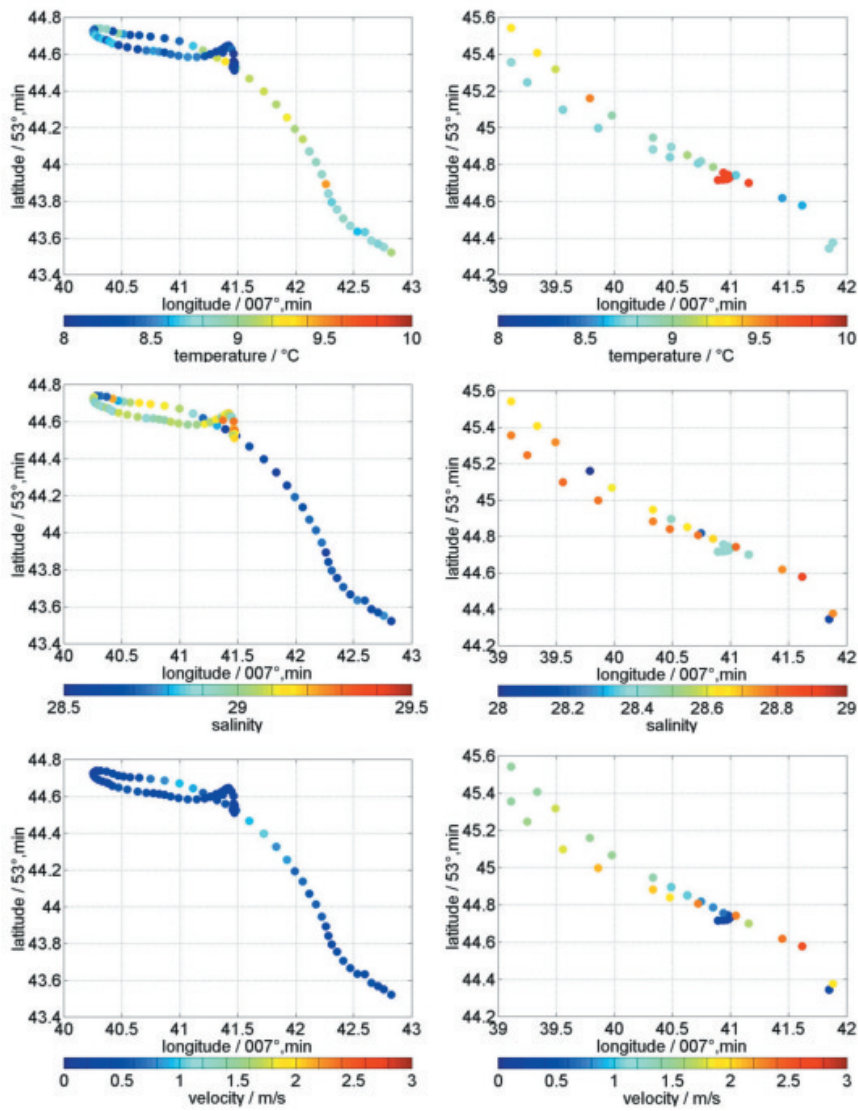 44.8
44.6
44.4
44.2
44
43.8
43.6
43.4
latitude / 53°,min
40 40.5 41 41.5 42 42.5 43
longitude / 007°,min
8 8.5 9 9.5 10
temperature / °C
45.6
45.4
45.2
45
44.8
44.6
44.4
44.2
latitude / 53°,min
39 39.5 40 40.5 41 41.5 42
longitude / 007°,min
8 8.5 9 9.5 10
temperature / °C
44.8
44.6
44.4
44.2
44
43.8
43.6
43.4
latitude / 53°,min
40 40.5 41 41.5 42 42.5 43
longitude / 007°,min
28.5 29 29.5
salinity
45.6
45.4
45.2
45
44.8
44.6
44.4
44.2
latitude / 53°,min
39 39.5 40 40.5 41 41.5 42
longitude / 007°,min
28 28.2 28.4 28.6 28.8 29
salinity
44.8
44.6
44.4
44.2
44
43.8
43.6
43.4
latitude / 53°,min
40 40.5 41 41.5 42 42.5 43
longitude / 007°,min
0 0.5 1 1.5 2 2.5 3
velocity / m/s
45.6
45.4
45.2
45
44.8
44.6
44.4
44.2
latitude / 53°,min
39 39.5 40 40.5 41 41.5 42
longitude / 007°,min
0 0.5 1 1.5 2 2.5 3
velocity / m/s